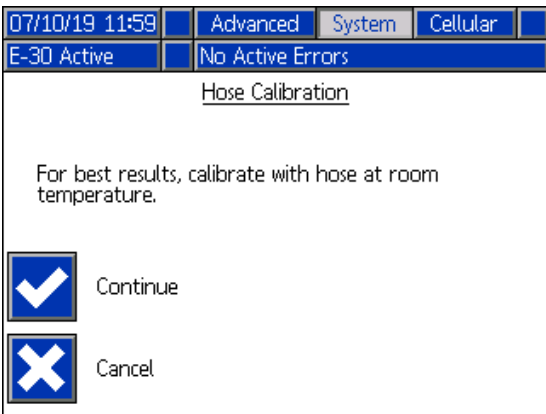 07/10/19 11:59 Advanced System Cellular
E-30 Active No Active Errors
Hose Calibration
For best results, calibrate with hose at room
temperature.
Continue
Cancel